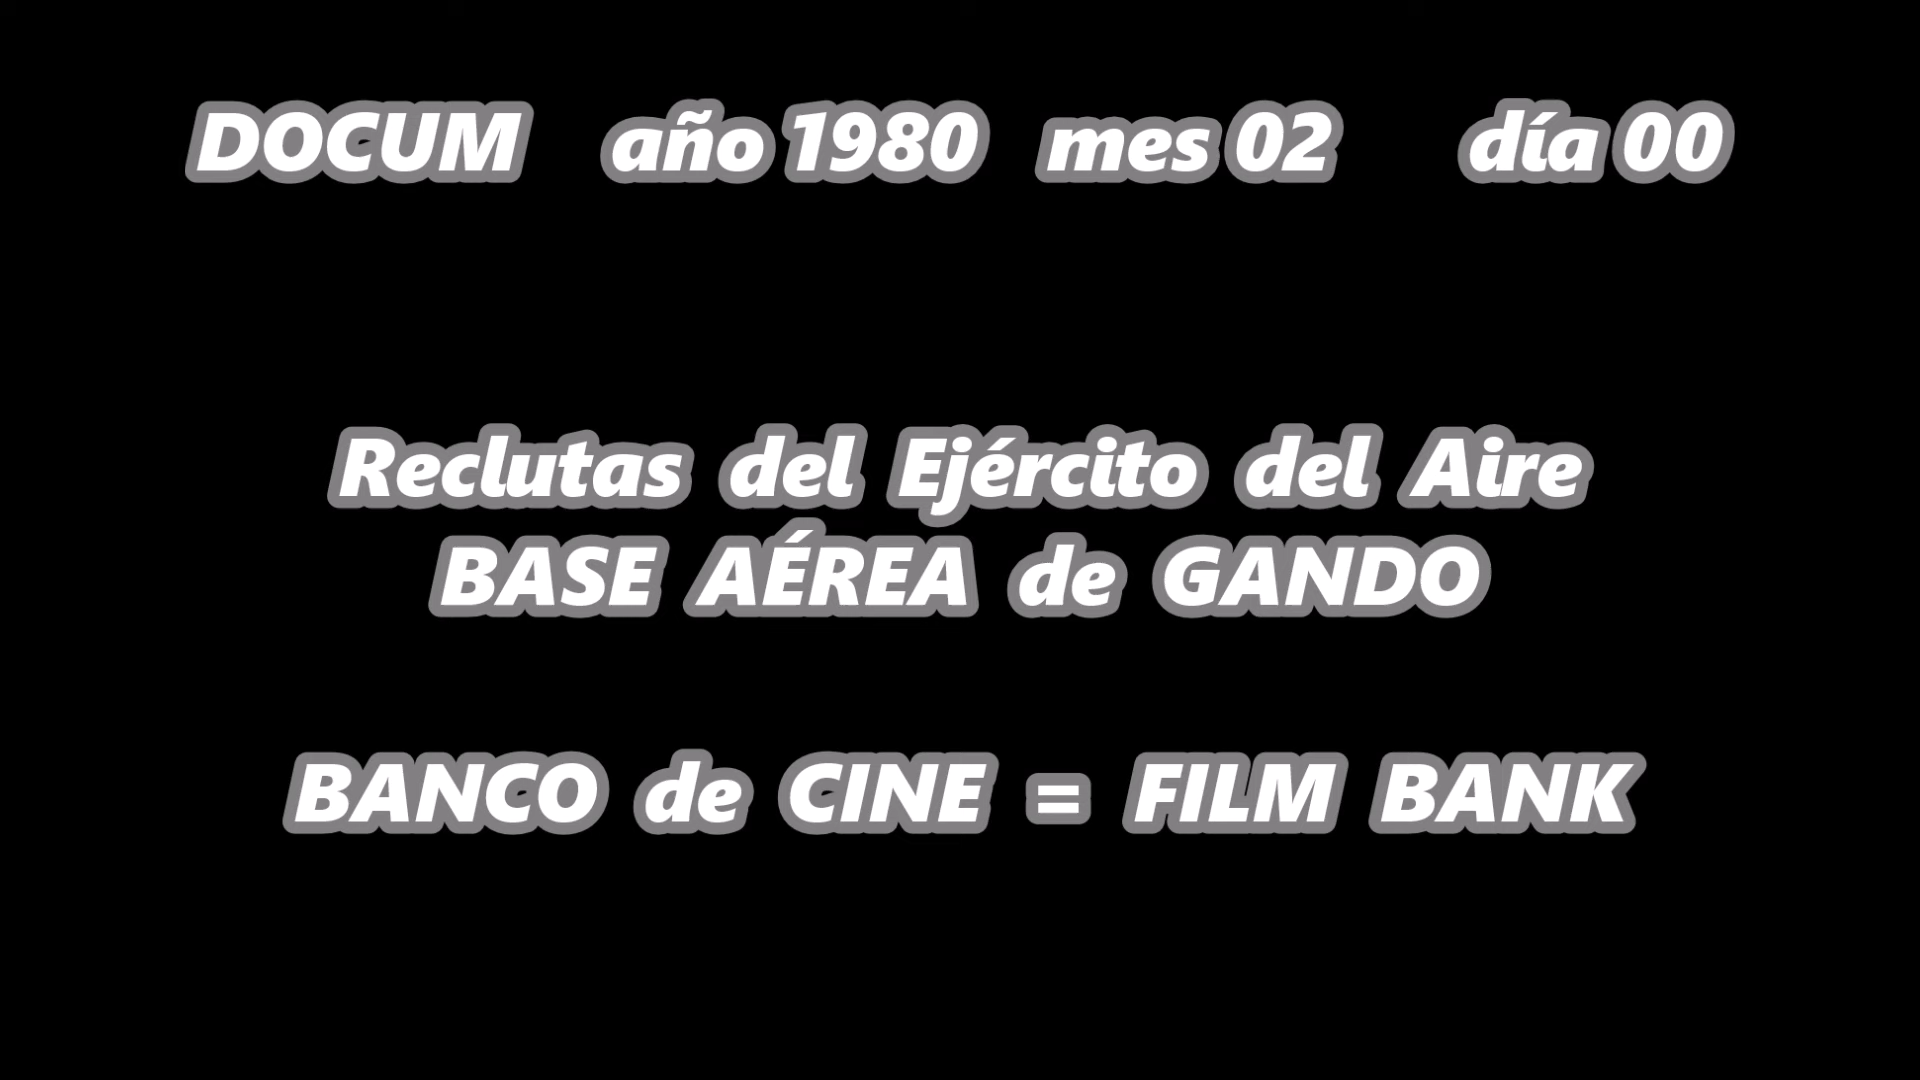 DOCUM año 1980 mes 02 día 00
Reclutas del Ejército del Aire
BASE AÉREA de GANDO
BANCO de CINE = FILM BANK